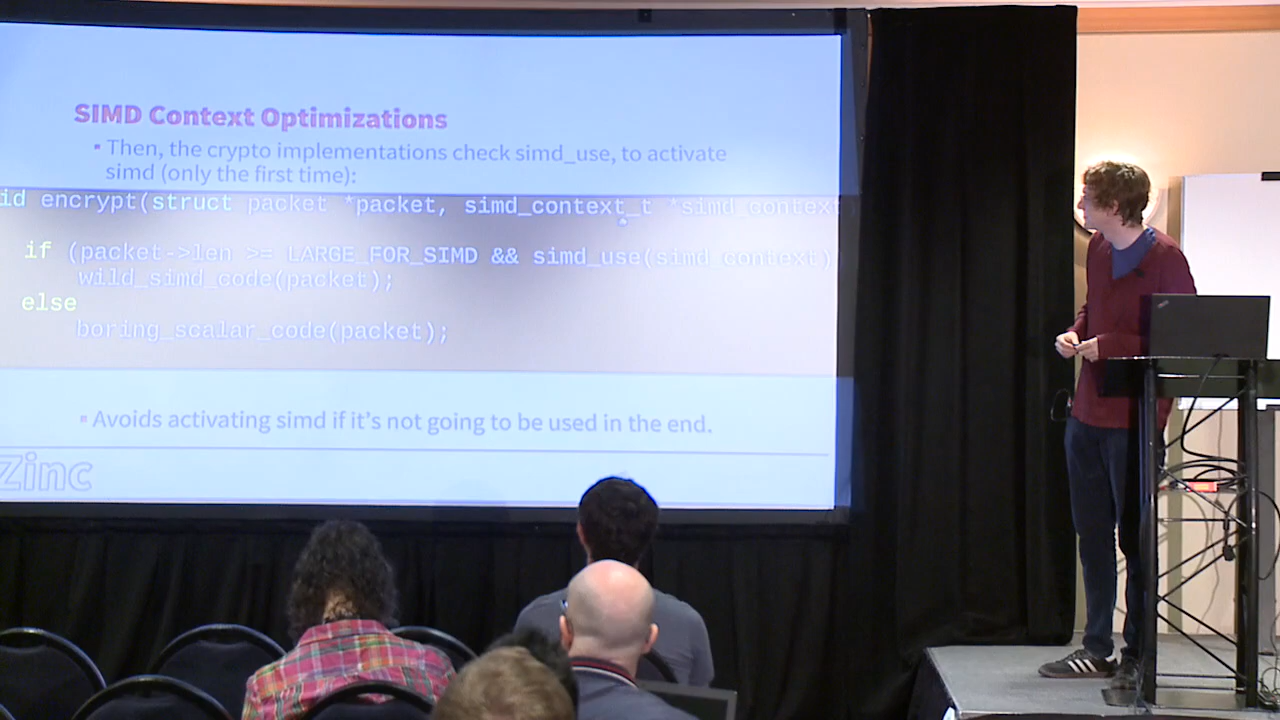 SIMD Context Optimizations
▪ Then, the crypto implementations check simd_use, to activate
simd (only the first time):
id encrypt(struct packet *packet, simd_context_t *simd_context
if (packet->len >= LARGE_FOR_SIMD && simd_use(simd_context)
wild_simd_code(packet);
else
boring_scalar_code(packet);
▪ Avoids activating simd if it's not going to be used in the end.
Zinc